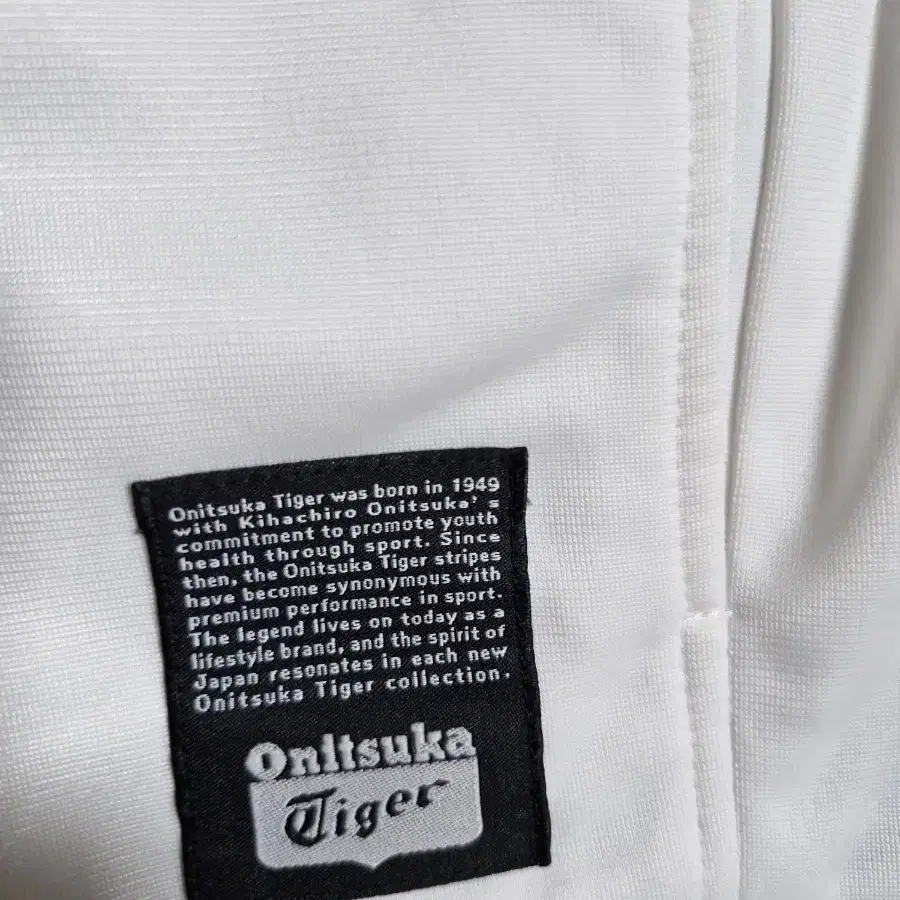 Onitsuka Tiger was born in 1949
with Kihachiro Onitsuka's
commitment to promote youth
health through sport. Since
then, the Onitsuka Tiger stripes
have become synonymous with
premium performance in sport.
The legend lives on today as a
lifestyle brand, and the spirit of
Japan resonates in each new
Onitsuka Tiger collection.
Onitsuka
Tiger